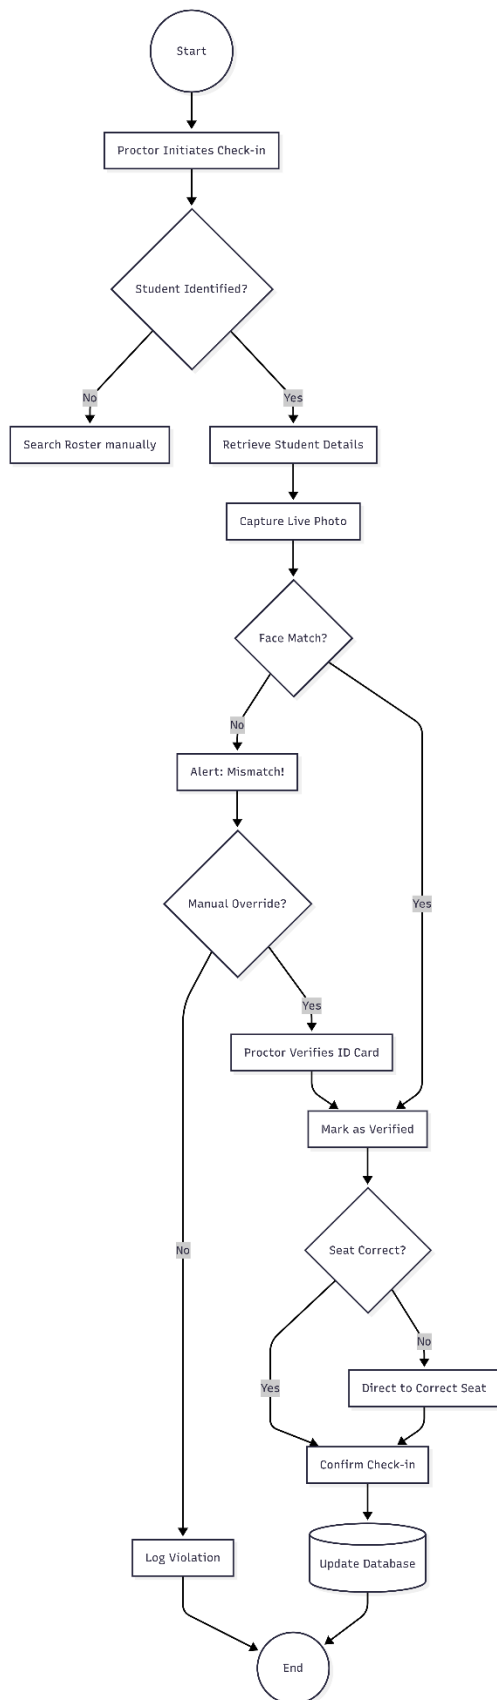 Start
Proctor Initiates Check-in
Student Identified?
No
Yes
Search Roster manually
Retrieve Student Details
Capture Live Photo
Face Match?
No
Alert: Mismatch!
Manual Override?
Yes
Yes
Proctor Verifies ID Card
Mark as Verified
No
Seat Correct?
No
Yes
Direct to Correct Seat
Confirm Check-in
Log Violation
Update Database
End